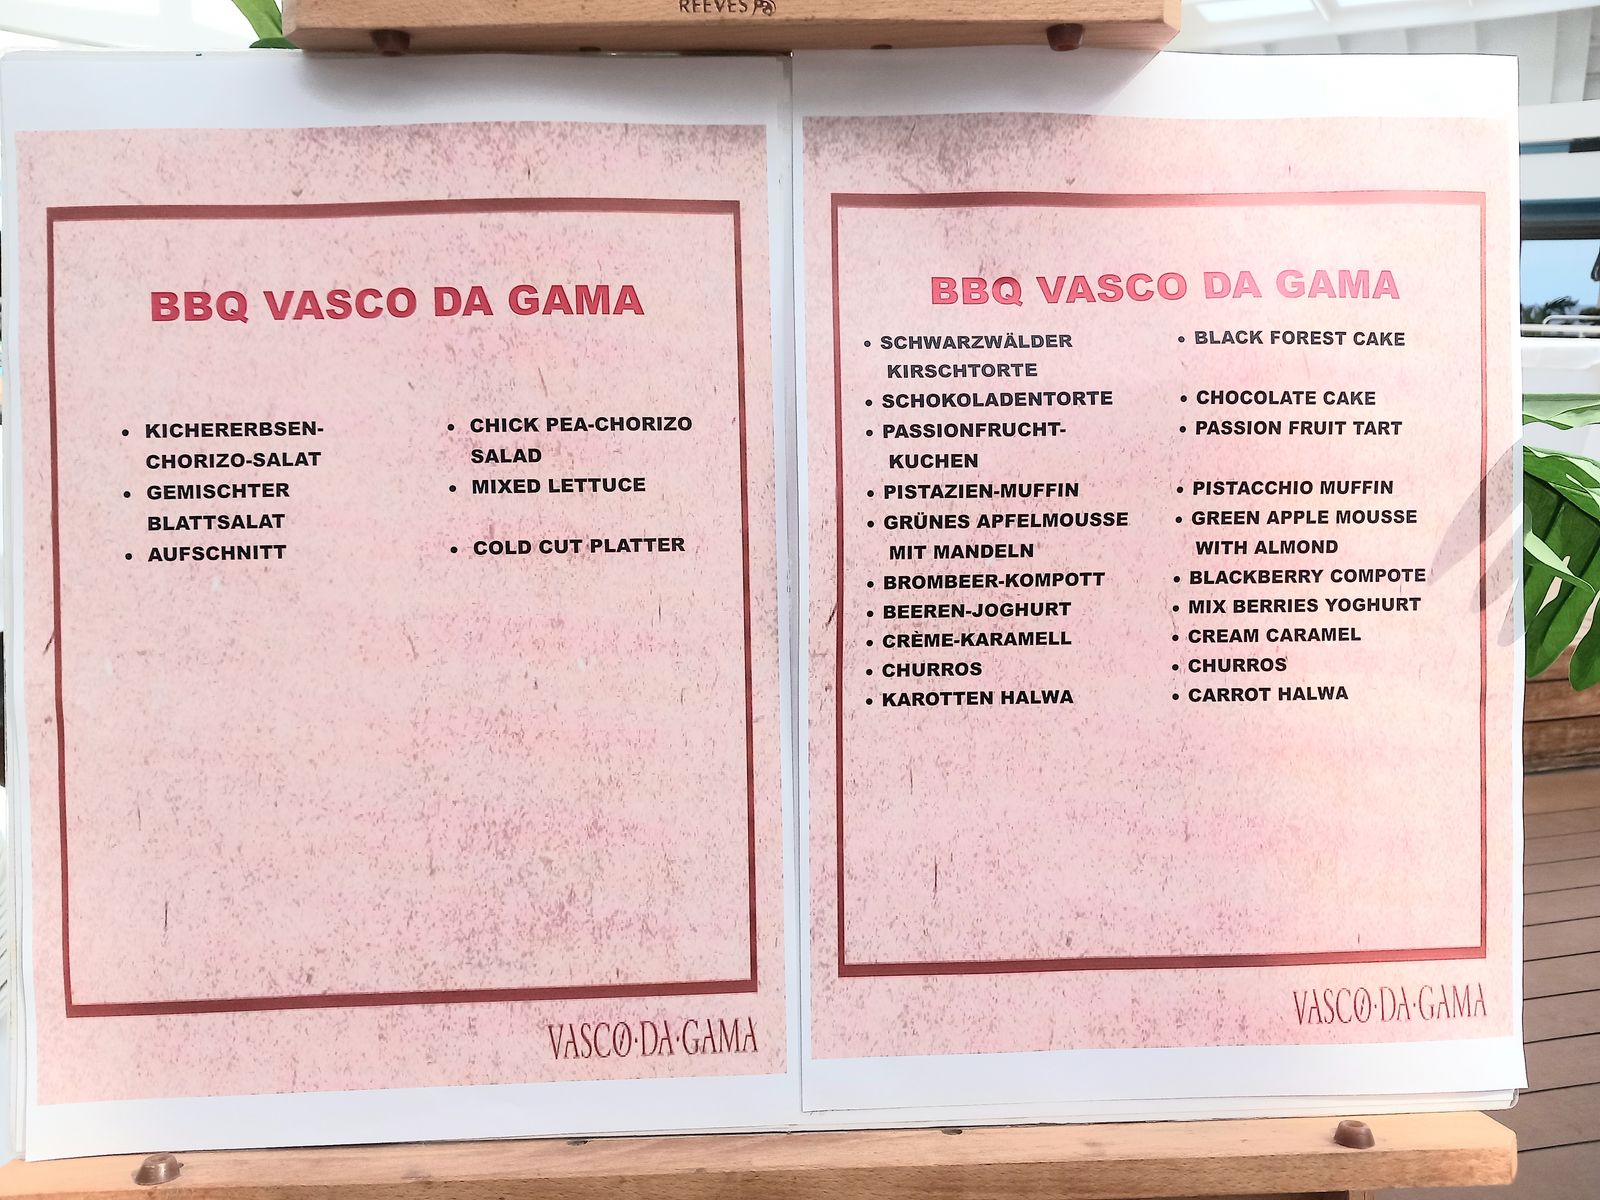 REEVES
BBQ VASCO DA GAMA
• KICHERERBSEN-
CHORIZO-SALAT
• GEMISCHTER
BLATTSALAT
• AUFSCHNITT
• CHICK PEA-CHORIZO
SALAD
• MIXED LETTUCE
• COLD CUT PLATTER
VASCO·DA·GAMA
BBQ VASCO DA GAMA
• SCHWARZWÄLDER
KIRSCHTORTE
• SCHOKOLADENTORTE
• PASSIONFRUCHT-
KUCHEN
• PISTAZIEN-MUFFIN
• GRÜNES APFELMOUSSE
MIT MANDELN
• BROMBEER-KOMPOTT
• BEEREN-JOGHURT
• CRÈME-KARAMELL
• CHURROS
• KAROTTEN HALWA
• BLACK FOREST CAKE
• CHOCOLATE CAKE
• PASSION FRUIT TART
• PISTACCHIO MUFFIN
• GREEN APPLE MOUSSE
WITH ALMOND
• BLACKBERRY COMPOTE
• MIX BERRIES YOGHURT
• CREAM CARAMEL
• CHURROS
• CARROT HALWA
VASCO·DA·GAMA